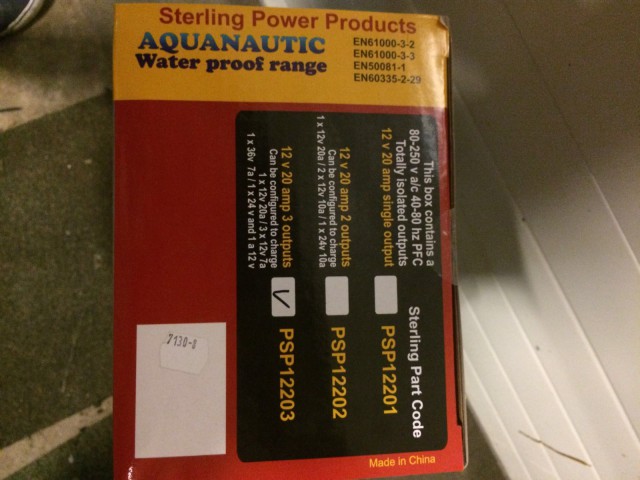 Sterling Power Products
AQUANAUTIC
Water proof range
EN61000-3-2
EN61000-3-3
EN50081-1
EN60335-2-29
This box contains a
80-250 v a/c 40-80 hz PFC
Totally isolated outputs
Sterling Part Code
12 v 20 amp single output
PSP12201
12 v 20 amp 2 outputs
Can be configured to charge
1 x 12v 20a / 2 x 12v 10a / 1 x 24v 10a
PSP12202
12 v 20 amp 3 outputs
Can be configured to charge
1 x 12v 20a / 3 x 12v 7a
1 x 36v 7a / 1 x 24 v and 1 a 12 v
PSP12203
7130-8
Made in China